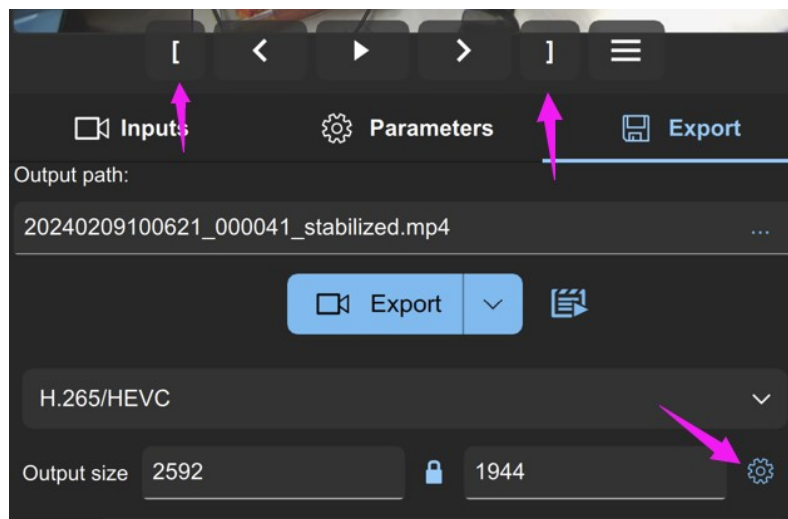 [ < > ]
Inputs Parameters Export
Output path:
20240209100621_000041_stabilized.mp4 ...
Export
H.265/HEVC
Output size 2592 1944